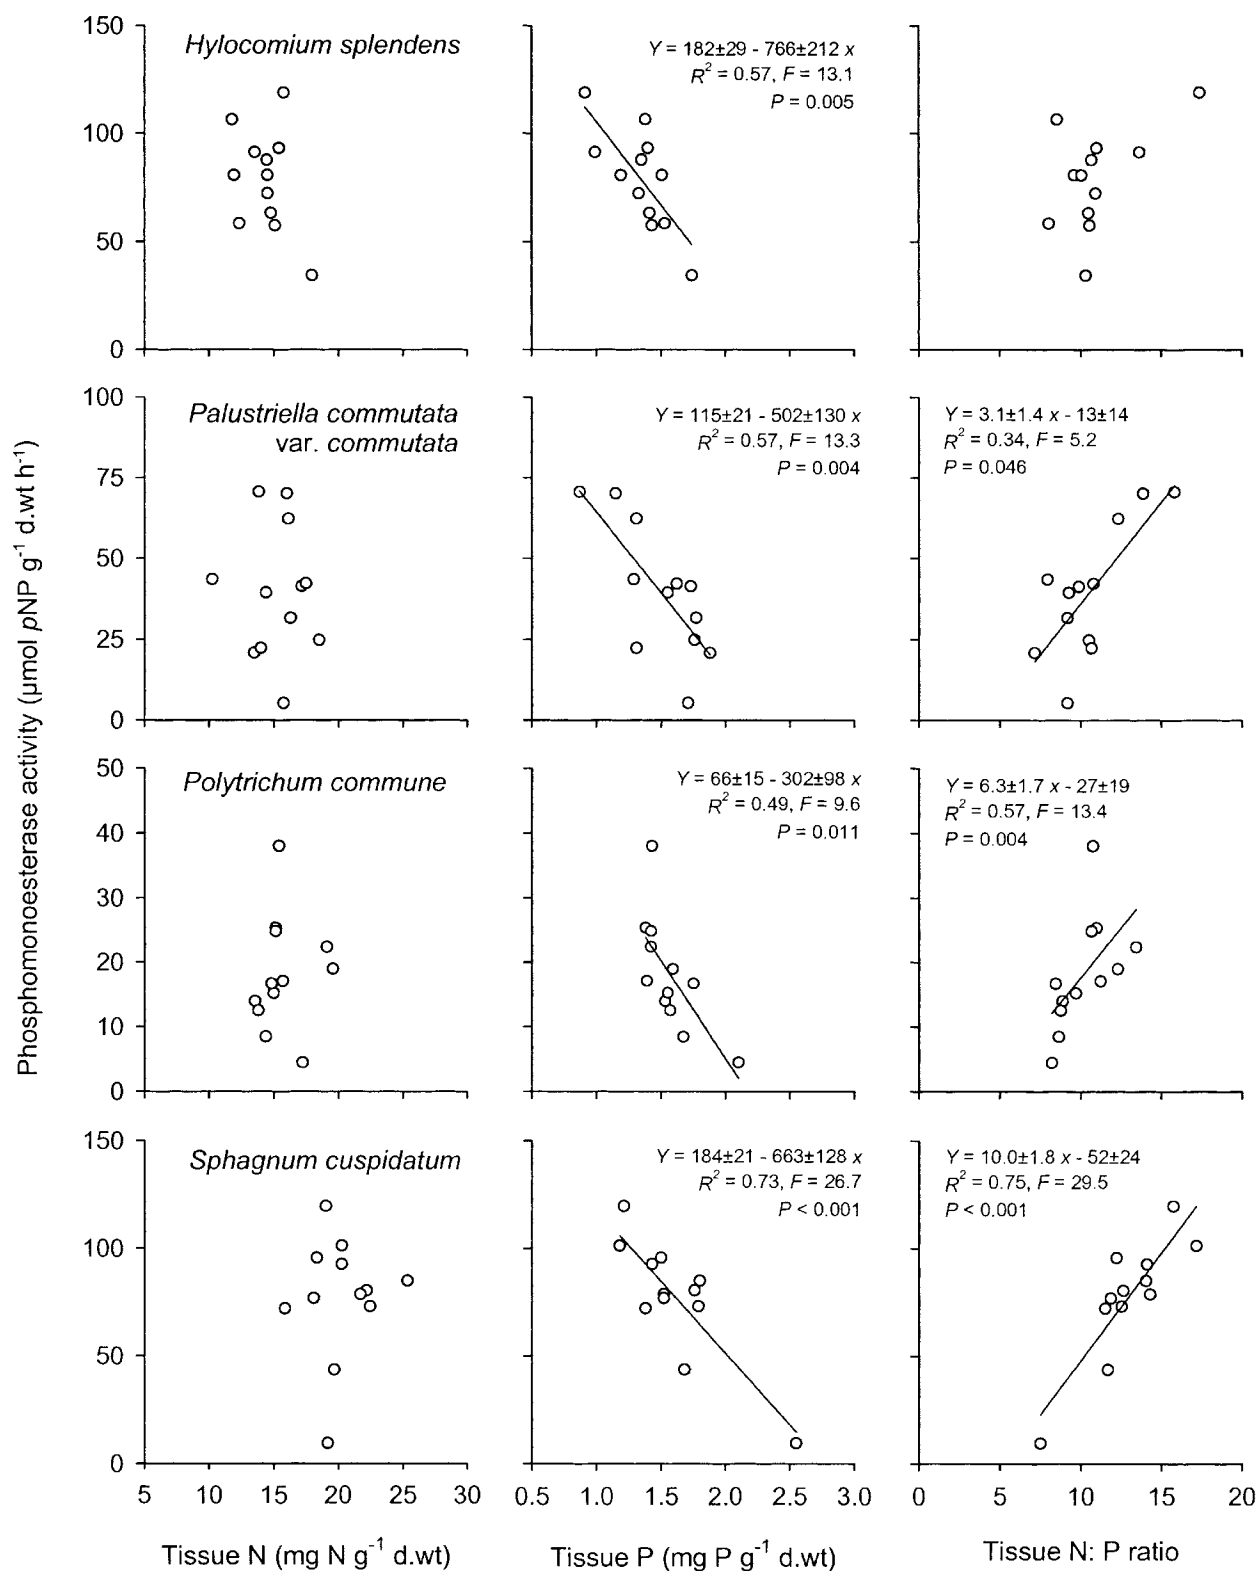 Phosphomonoesterase activity (µmol pNP g⁻¹ d.wt h⁻¹)
150
100
50
0
Hylocomium splendens
Y = 182±29 - 766±212 x
R² = 0.57, F = 13.1
P = 0.005
100
75
50
25
0
Palustriella commutata
var. commutata
Y = 115±21 - 502±130 x
R² = 0.57, F = 13.3
P = 0.004
Y = 3.1±1.4 x - 13±14
R² = 0.34, F = 5.2
P = 0.046
50
40
30
20
10
0
Polytrichum commune
Y = 66±15 - 302±98 x
R² = 0.49, F = 9.6
P = 0.011
Y = 6.3±1.7 x - 27±19
R² = 0.57, F = 13.4
P = 0.004
150
100
50
0
Sphagnum cuspidatum
Y = 184±21 - 663±128 x
R² = 0.73, F = 26.7
P < 0.001
Y = 10.0±1.8 x - 52±24
R² = 0.75, F = 29.5
P < 0.001
5 10 15 20 25 30
0.5 1.0 1.5 2.0 2.5 3.0
0 5 10 15 20
Tissue N (mg N g⁻¹ d.wt)
Tissue P (mg P g⁻¹ d.wt)
Tissue N: P ratio